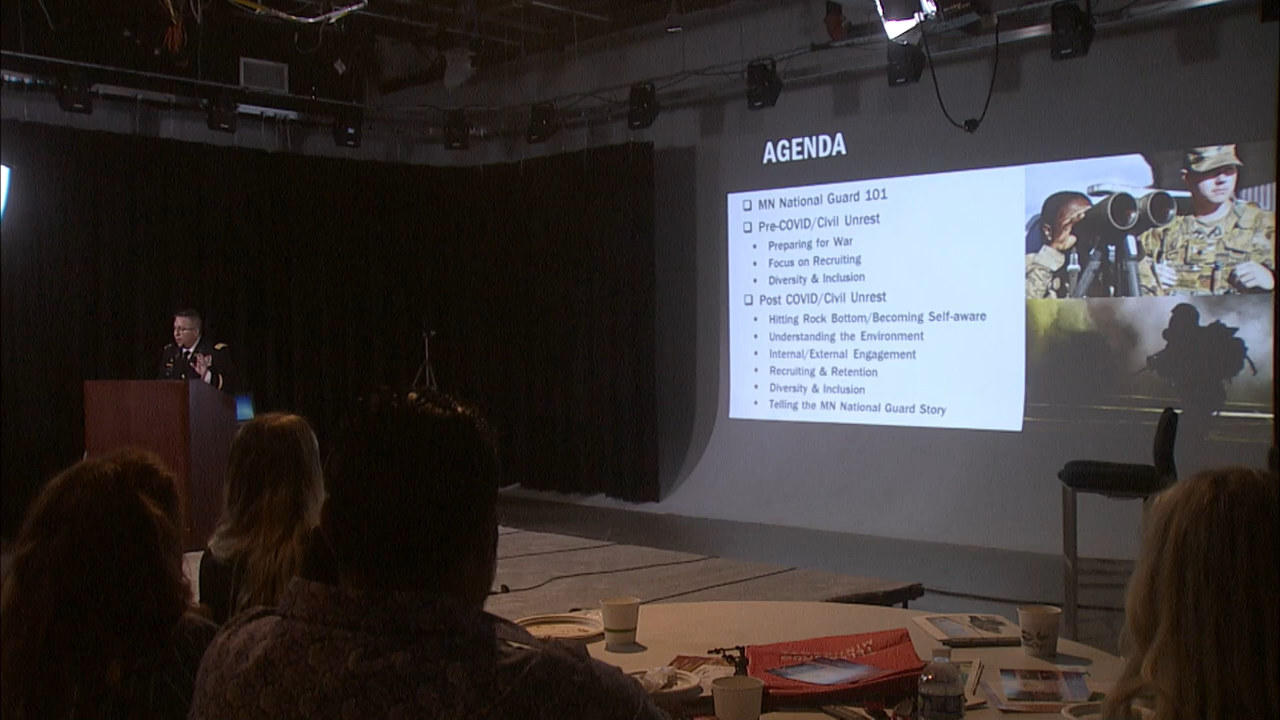 AGENDA
❑ MN National Guard 101
❑ Pre-COVID/Civil Unrest
• Preparing for War
• Focus on Recruiting
• Diversity & Inclusion
❑ Post COVID/Civil Unrest
• Hitting Rock Bottom/Becoming Self-aware
• Understanding the Environment
• Internal/External Engagement
• Recruiting & Retention
• Diversity & Inclusion
• Telling the MN National Guard Story